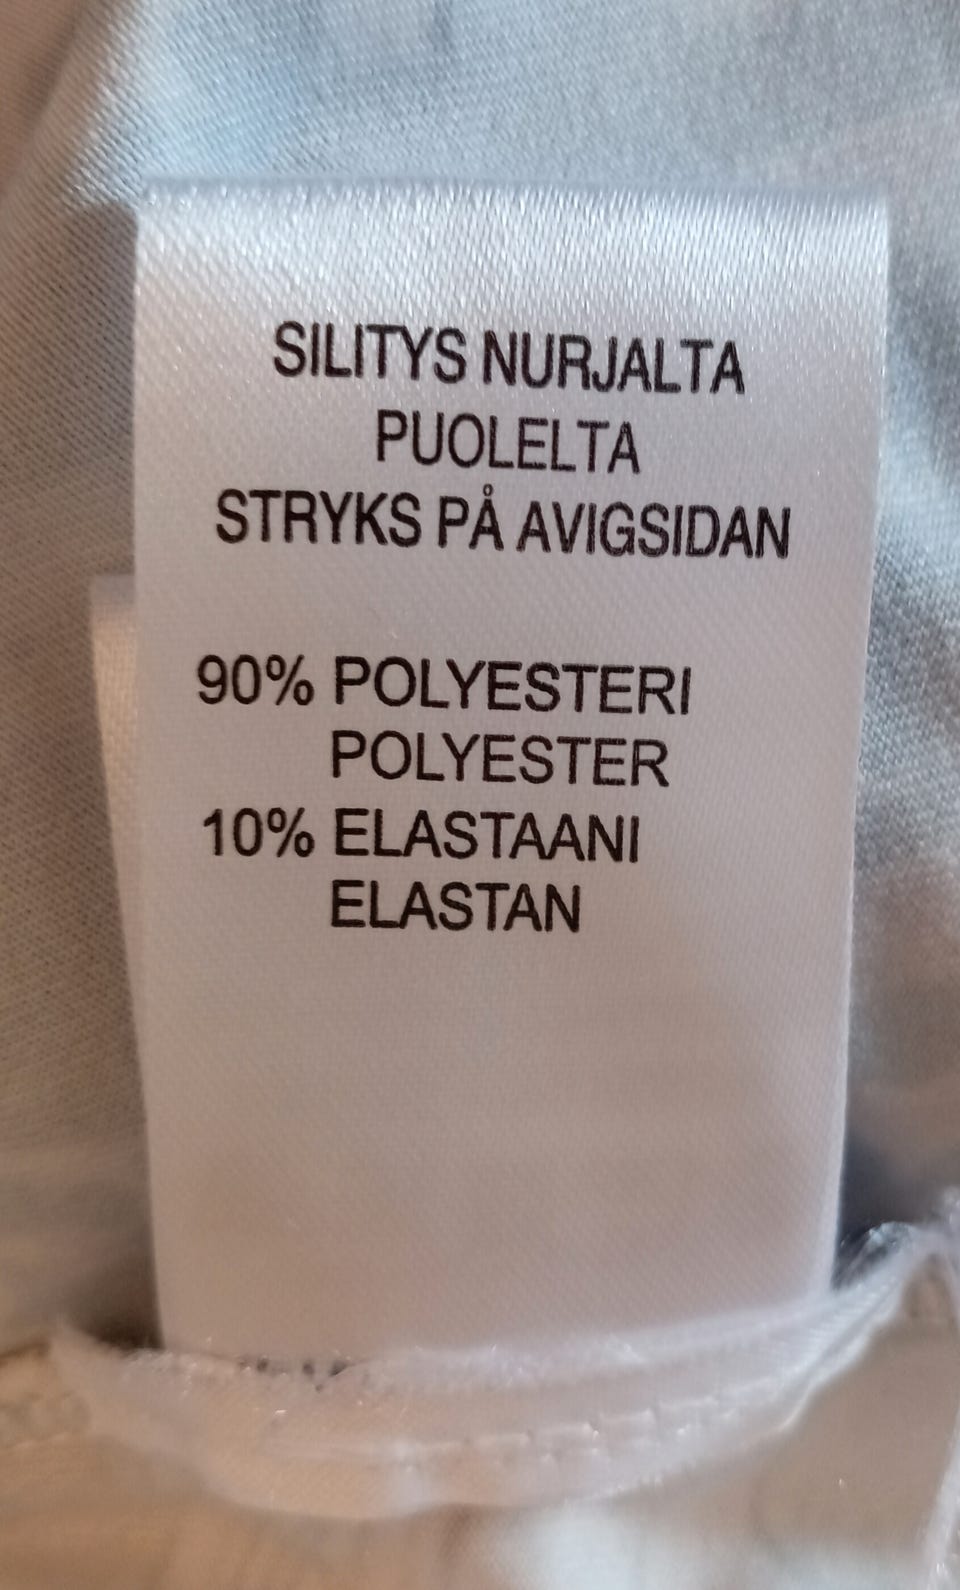 SILITYS NURJALTA
PUOLELTA
STRYKS PÅ AVIGSIDAN
90% POLYESTERI
POLYESTER
10% ELASTAANI
ELASTAN